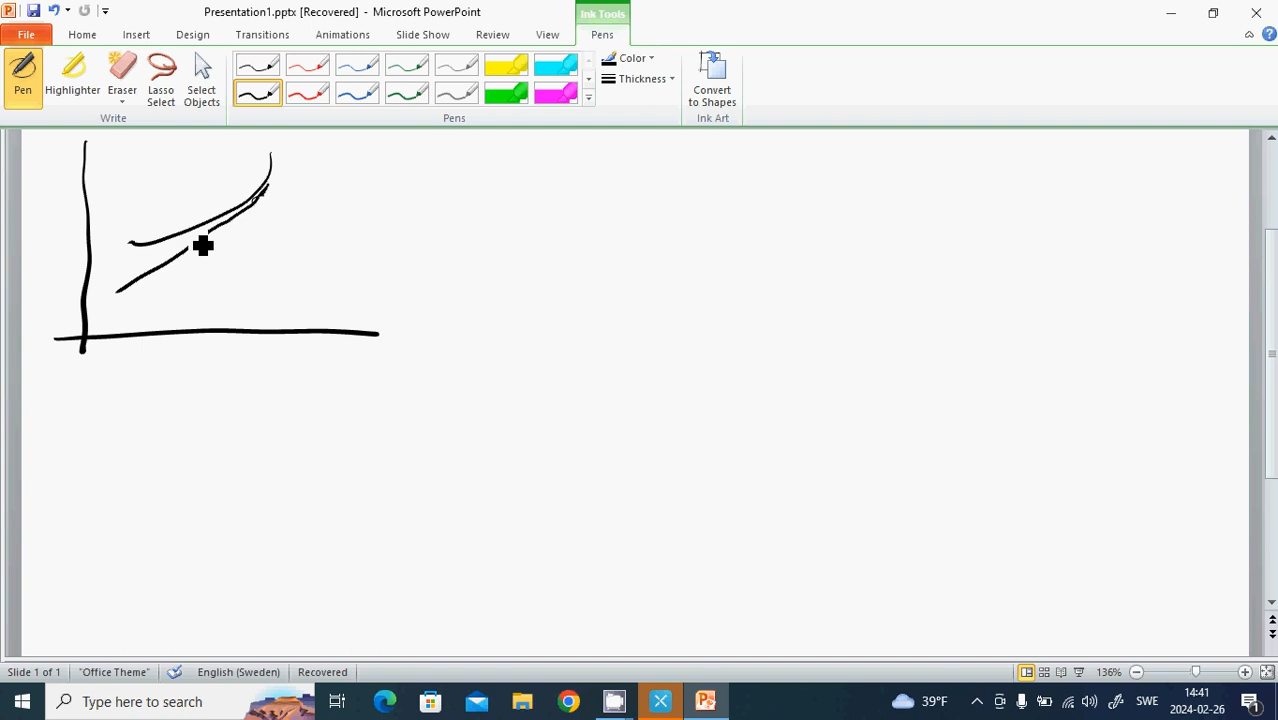 Presentation1.pptx [Recovered] - Microsoft PowerPoint
Ink Tools
File
Home
Insert
Design
Transitions
Animations
Slide Show
Review
View
Pens
Pen
Highlighter
Eraser
Lasso Select
Select Objects
Color
Thickness
Convert to Shapes
Write
Pens
Ink Art
Slide 1 of 1
"Office Theme"
English (Sweden)
Recovered
136%
Type here to search
39°F
SWE
14:41
2024-02-26
1